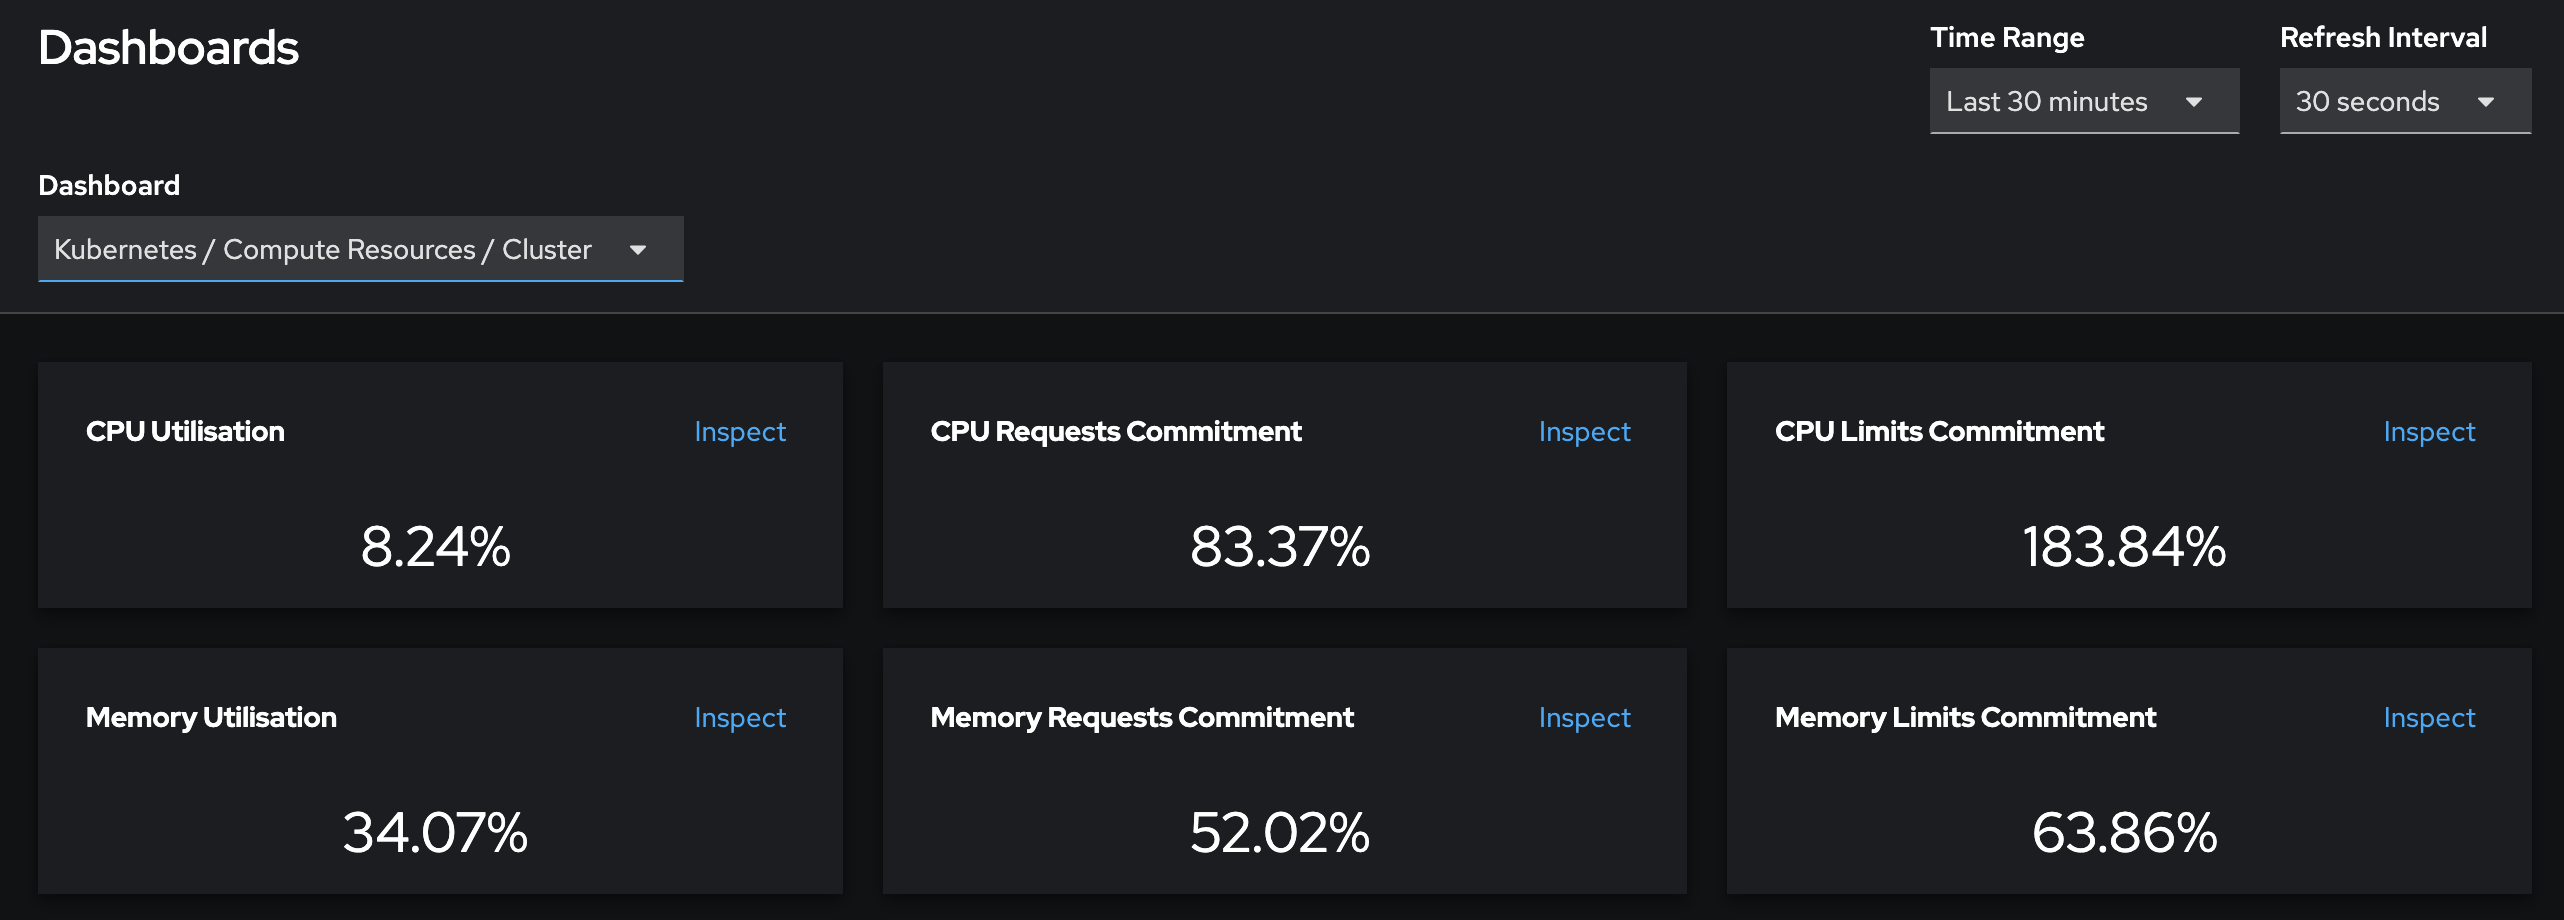 Dashboards
Time Range
Refresh Interval
Last 30 minutes
30 seconds
Dashboard
Kubernetes / Compute Resources / Cluster
CPU Utilisation
Inspect
8.24%
CPU Requests Commitment
Inspect
83.37%
CPU Limits Commitment
Inspect
183.84%
Memory Utilisation
Inspect
34.07%
Memory Requests Commitment
Inspect
52.02%
Memory Limits Commitment
Inspect
63.86%